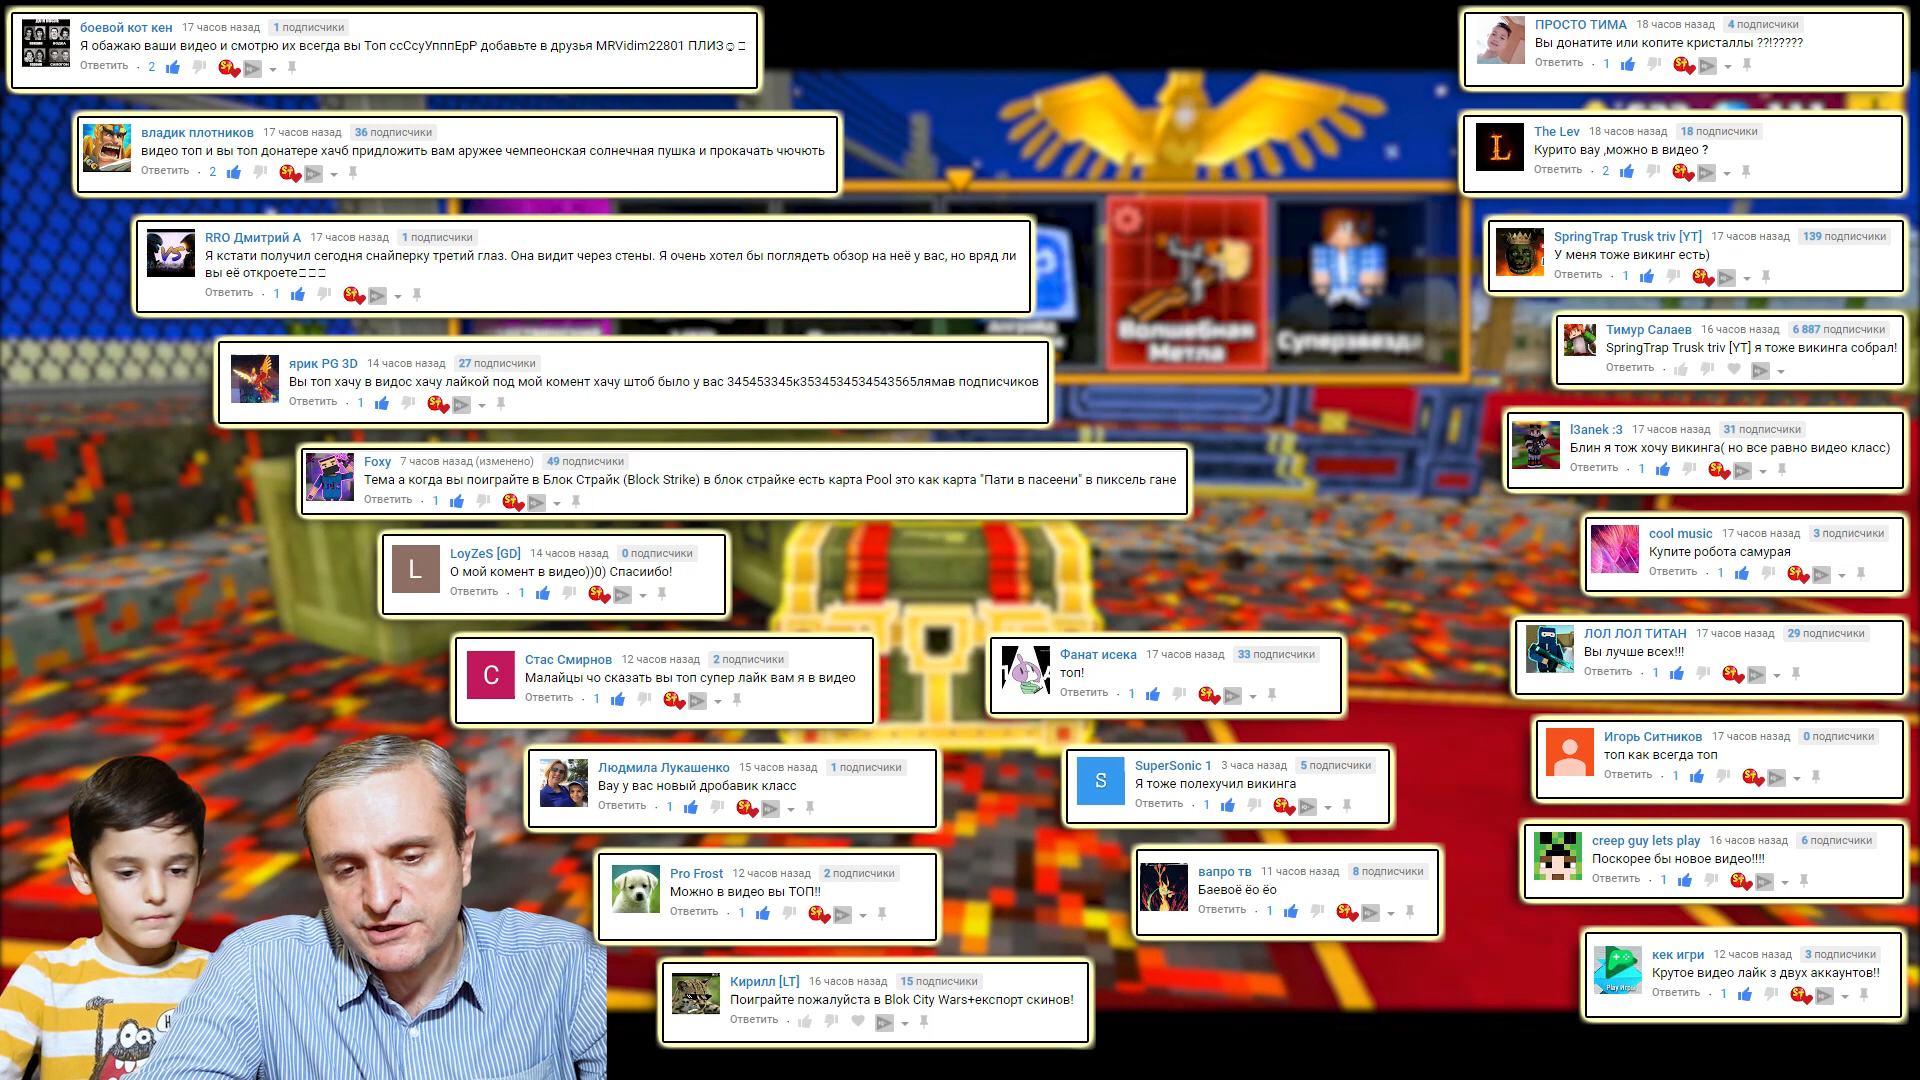 боевой кот кен 17 часов назад 1 подписчики
Я обажаю ваши видео и смотрю их всегда вы Топ ссСсуУпппЕрР добавьте в друзья MRVidim22801 ПЛИЗ☺
Ответить · 2
владик плотников 17 часов назад 36 подписчики
видео топ и вы топ донатере хачб придложить вам аружее чемпеонская солнечная пушка и прокачать чючють
Ответить · 2
RRO Дмитрий А 17 часов назад 1 подписчики
Я кстати получил сегодня снайперку третий глаз. Она видит через стены. Я очень хотел бы поглядеть обзор на неё у вас, но вряд ли
вы её откроете
Ответить · 1
ярик PG 3D 14 часов назад 27 подписчики
Вы топ хачу в видос хачу лайкой под мой комент хачу штоб было у вас 345453345к3534534534543565лямав подписчиков
Ответить · 1
Foxy 7 часов назад (изменено) 49 подписчики
Тема а когда вы поиграйте в Блок Страйк (Block Strike) в блок страйке есть карта Pool это как карта "Пати в пасеени" в пиксель гане
Ответить · 1
L
LoyZeS [GD] 14 часов назад 0 подписчики
О мой комент в видео))0) Спасиибо!
Ответить · 1
С
Стас Смирнов 12 часов назад 2 подписчики
Малайцы чо сказать вы топ супер лайк вам я в видео
Ответить · 1
Фанат исека 17 часов назад 33 подписчики
топ!
Ответить · 1
Людмила Лукашенко 15 часов назад 1 подписчики
Вау у вас новый дробавик класс
Ответить · 1
S
SuperSonic 1 3 часа назад 5 подписчики
Я тоже полехучил викинга
Ответить · 1
Pro Frost 12 часов назад 2 подписчики
Можно в видео вы ТОП!!
Ответить · 1
вапро тв 11 часов назад 8 подписчики
Баевоё ёо ёо
Ответить · 1
Кирилл [LT] 16 часов назад 15 подписчики
Поиграйте пожалуйста в Blok City Wars+експорт скинов!
Ответить
ПРОСТО ТИМА 18 часов назад 4 подписчики
Вы донатите или копите кристаллы ??!?????
Ответить · 1
L
The Lev 18 часов назад 18 подписчики
Курито вау ,можно в видео ?
Ответить · 2
SpringTrap Trusk triv [YT] 17 часов назад 139 подписчики
У меня тоже викинг есть)
Ответить · 1
Тимур Салаев 16 часов назад 6 887 подписчики
SpringTrap Trusk triv [YT] я тоже викинга собрал!
Ответить
l3anek :3 17 часов назад 31 подписчики
Блин я тож хочу викинга( но все равно видео класс)
Ответить · 1
cool music 17 часов назад 3 подписчики
Купите робота самурая
Ответить · 1
ЛОЛ ЛОЛ ТИТАН 17 часов назад 29 подписчики
Вы лучше всех!!!
Ответить · 1
Игорь Ситников 17 часов назад 0 подписчики
топ как всегда топ
Ответить · 1
creep guy lets play 16 часов назад 6 подписчики
Поскорее бы новое видео!!!!
Ответить · 1
кек игри 12 часов назад 3 подписчики
Крутое видео лайк з двух аккаунтов!!
Ответить · 1
Волшебная
Метла
Суперзвезда
VS
Play Игры